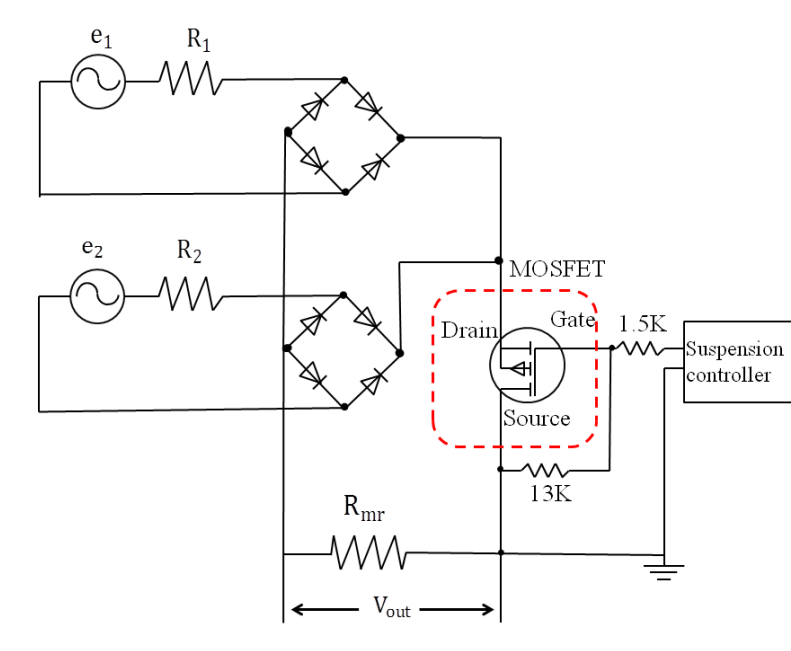 e1
R1
e2
R2
MOSFET
Drain
Gate
1.5K
Suspension
controller
Source
13K
Rmr
Vout